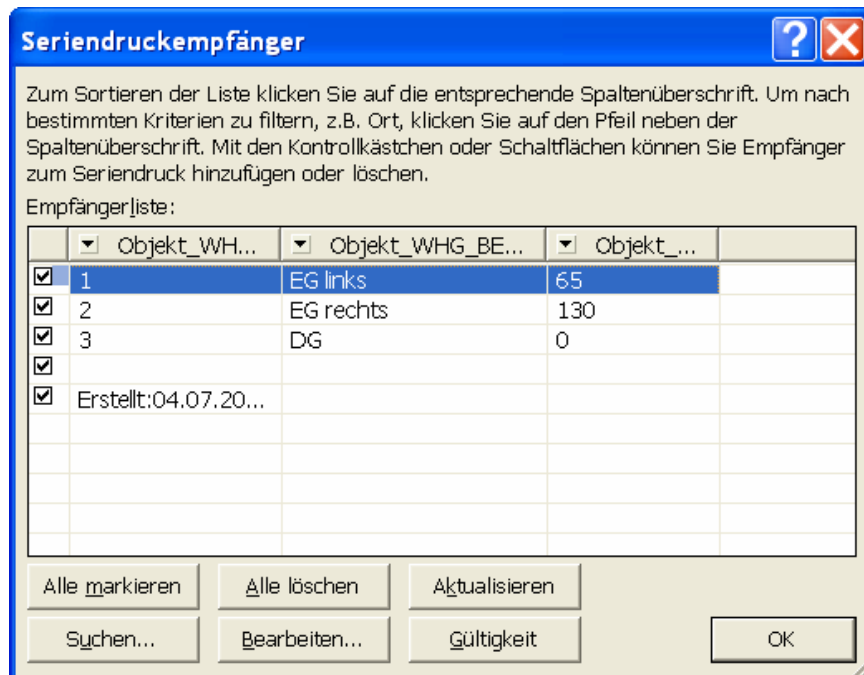 Seriendruckempfänger
Zum Sortieren der Liste klicken Sie auf die entsprechende Spaltenüberschrift. Um nach
bestimmten Kriterien zu filtern, z.B. Ort, klicken Sie auf den Pfeil neben der
Spaltenüberschrift. Mit den Kontrollkästchen oder Schaltflächen können Sie Empfänger
zum Seriendruck hinzufügen oder löschen.
Empfängerliste:
Objekt_WH... Objekt_WHG_BE... Objekt_...
1 EG links 65
2 EG rechts 130
3 DG 0
Erstellt:04.07.20...
Alle markieren Alle löschen Aktualisieren
Suchen... Bearbeiten... Gültigkeit OK